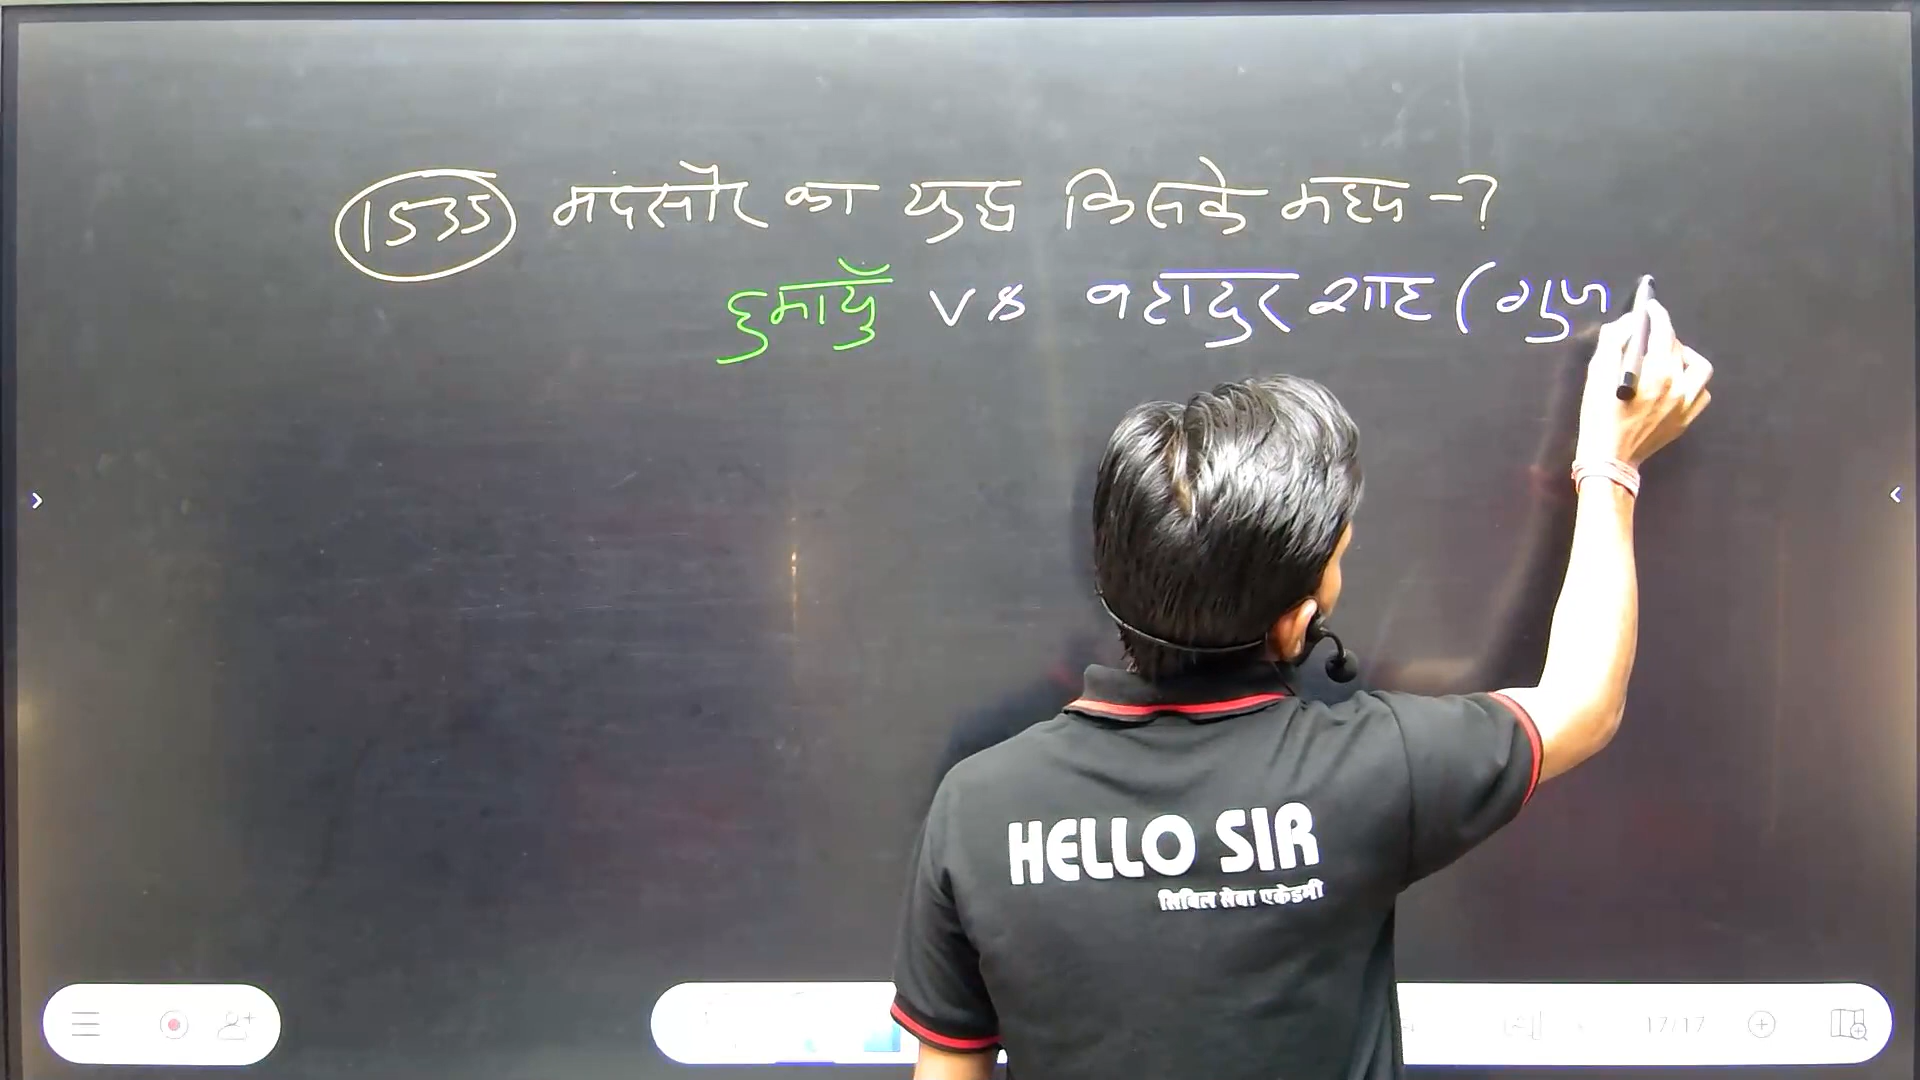 1535 मंदसौर का युद्ध किसके मध्य -?
हुमायुँ vs बहादुर शाह (गुज
HELLO SIR
सिविल सेवा एकेडमी
17/17